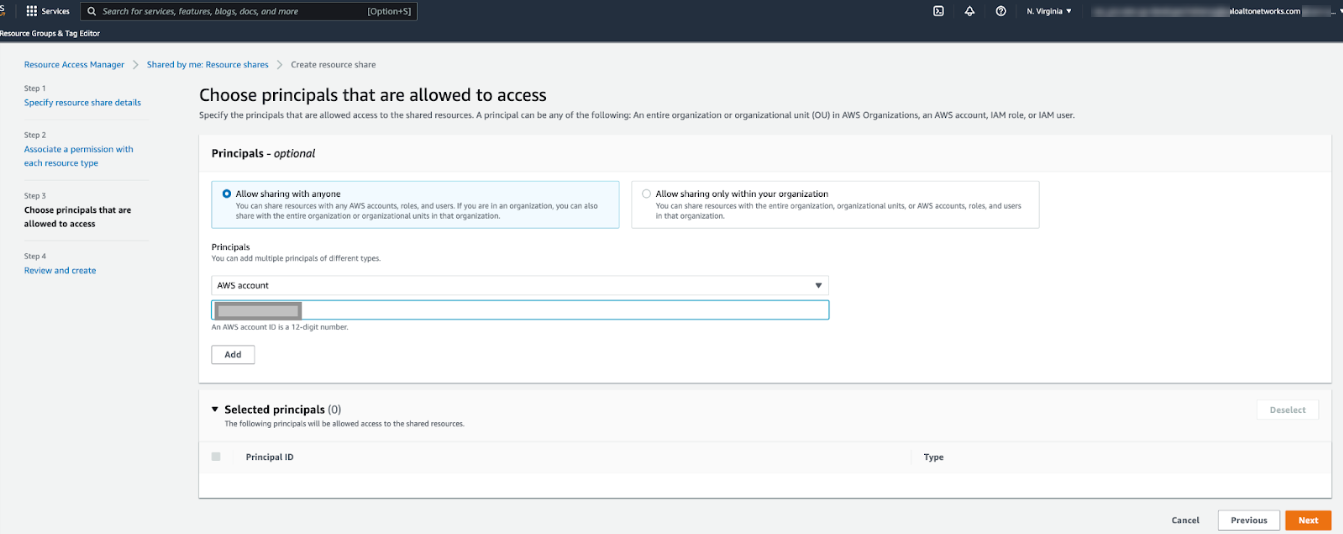 Services
Search for services, features, blogs, docs, and more [Option+S]
N. Virginia ▼
aloaltonetworks.com
Resource Groups & Tag Editor
Resource Access Manager > Shared by me: Resource shares > Create resource share
Step 1
Specify resource share details
Step 2
Associate a permission with
each resource type
Step 3
Choose principals that are
allowed to access
Step 4
Review and create
Choose principals that are allowed to access
Specify the principals that are allowed access to the shared resources. A principal can be any of the following: An entire organization or organizational unit (OU) in AWS Organizations, an AWS account, IAM role, or IAM user.
Principals - optional
Allow sharing with anyone
You can share resources with any AWS accounts, roles, and users. If you are in an organization, you can also
share with the entire organization or organizational units in that organization.
Allow sharing only within your organization
You can share resources with the entire organization, organizational units, or AWS accounts, roles, and users
in that organization.
Principals
You can add multiple principals of different types.
AWS account
An AWS account ID is a 12-digit number.
Add
Selected principals (0)
The following principals will be allowed access to the shared resources.
Deselect
Principal ID
Type
Cancel
Previous
Next